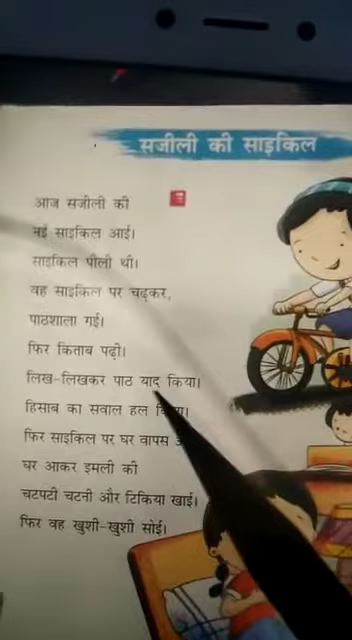 सजीली की साइकिल
आज सजीली की
नई साइकिल आई।
साइकिल पीली थी।
वह साइकिल पर चढ़कर,
पाठशाला गई।
फिर किताब पढ़ी।
लिख-लिखकर पाठ याद किया।
हिसाब का सवाल हल किया।
फिर साइकिल पर घर वापस
घर आकर इमली की
चटपटी चटनी और टिकिया खाई।
फिर वह खुशी-खुशी सोई।